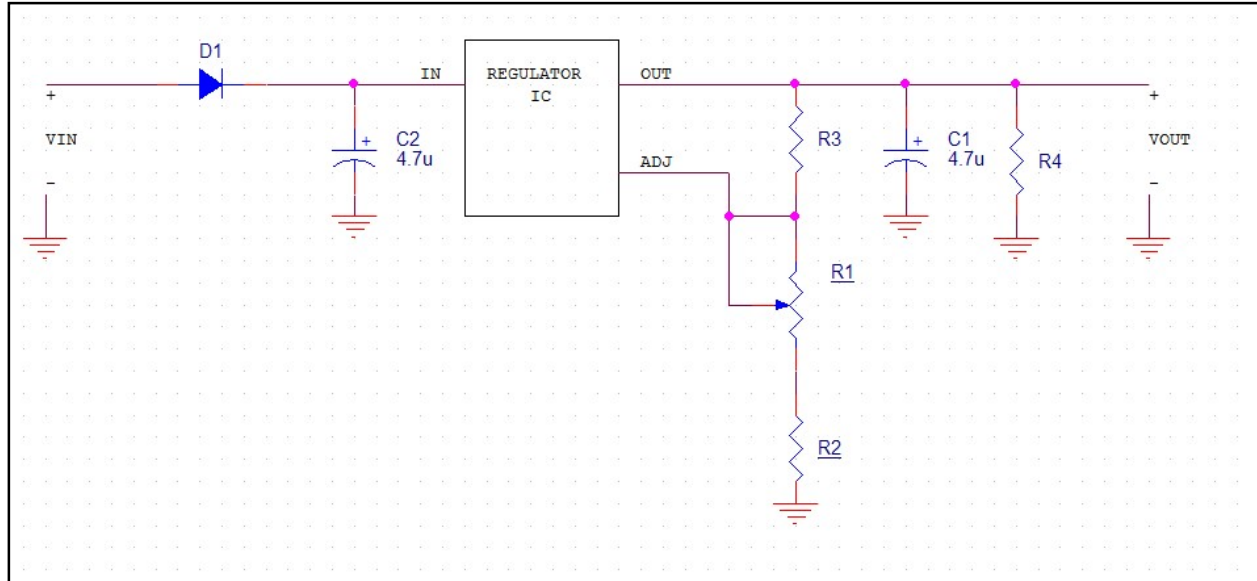 D1
IN
REGULATOR
IC
OUT
+
VIN
-
+
C2
4.7u
ADJ
R3
+
C1
4.7u
R4
+
VOUT
-
R1
R2